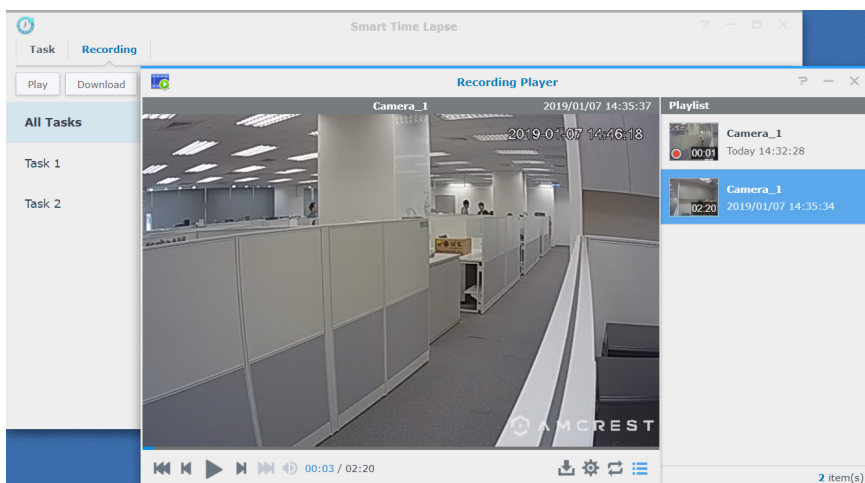 Smart Time Lapse
Task Recording
Play Download
Recording Player
All Tasks
Task 1
Task 2
Camera_1 2019/01/07 14:35:37
2019-01-07 14:46:18
AMCREST
Playlist
00:01
Camera_1
Today 14:32:28
02:20
Camera_1
2019/01/07 14:35:34
00:03 / 02:20
2 item(s)